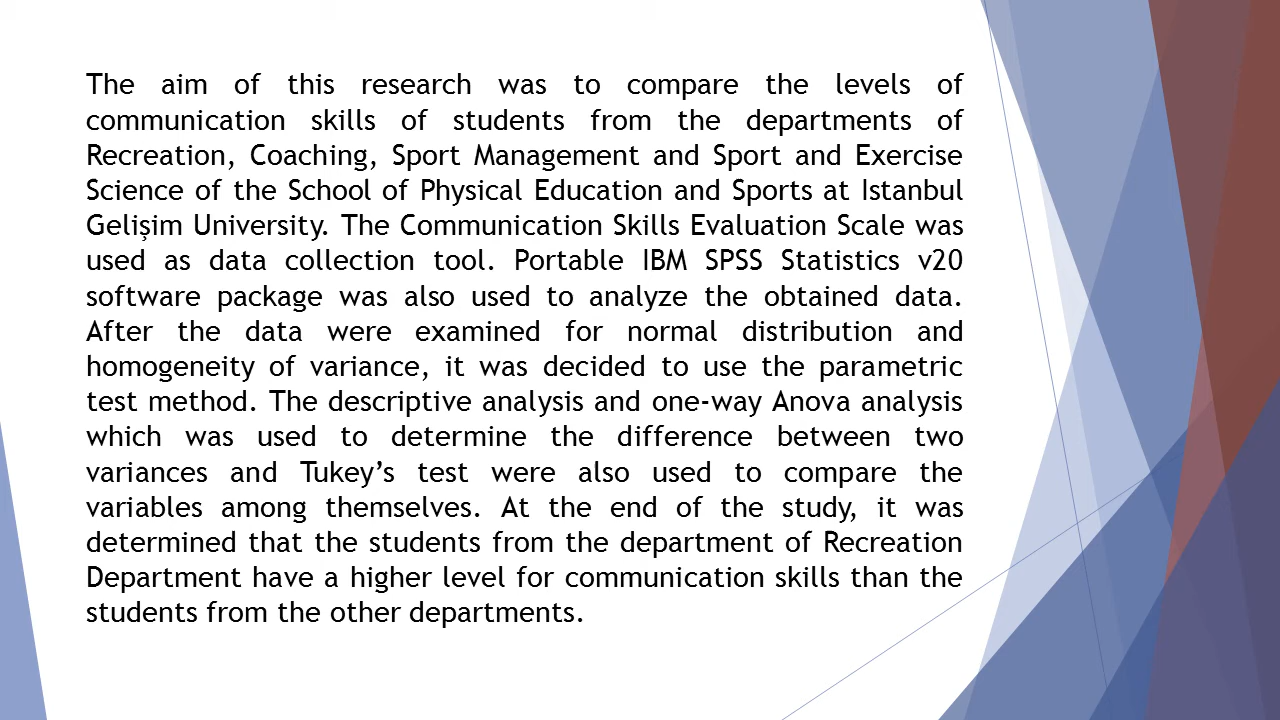 The aim of this research was to compare the levels of
communication skills of students from the departments of
Recreation, Coaching, Sport Management and Sport and Exercise
Science of the School of Physical Education and Sports at Istanbul
Gelişim University. The Communication Skills Evaluation Scale was
used as data collection tool. Portable IBM SPSS Statistics v20
software package was also used to analyze the obtained data.
After the data were examined for normal distribution and
homogeneity of variance, it was decided to use the parametric
test method. The descriptive analysis and one-way Anova analysis
which was used to determine the difference between two
variances and Tukey’s test were also used to compare the
variables among themselves. At the end of the study, it was
determined that the students from the department of Recreation
Department have a higher level for communication skills than the
students from the other departments.